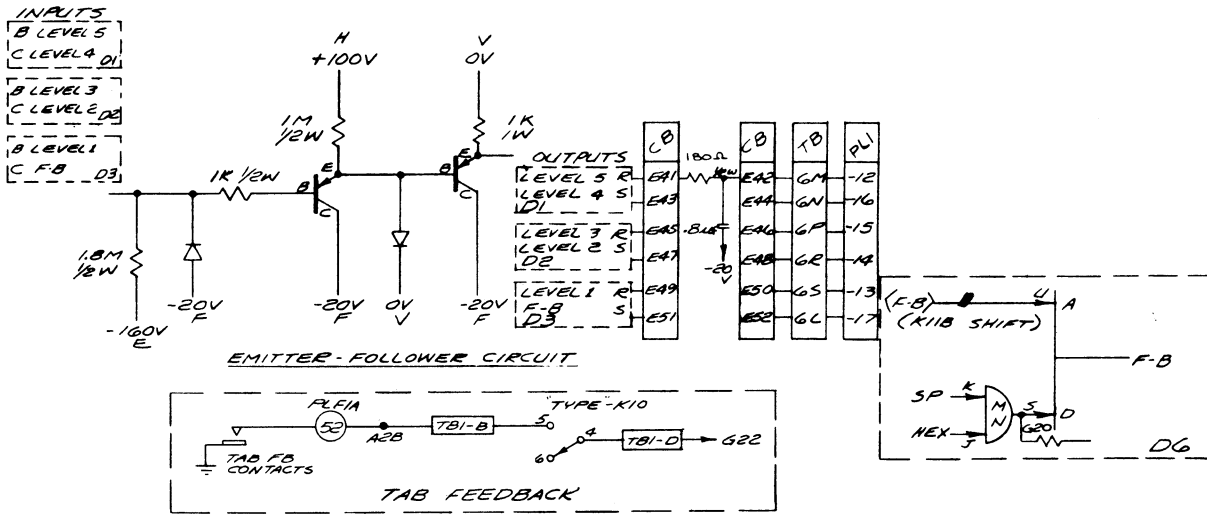 INPUTS
B LEVEL 5
C LEVEL 4 D1
B LEVEL 3
C LEVEL 2 D2
B LEVEL 1
C F-B D3
H
+100V
V
0V
1M
1/2W
1K
1W
1K 1/2W
B
E
C
B
E
C
1.8M
1/2W
-20V
F
-160V
E
-20V
F
0V
V
-20V
F
EMITTER-FOLLOWER CIRCUIT
OUTPUTS
LEVEL 5 R
LEVEL 4 S
D1
LEVEL 3 R
LEVEL 2 S
D2
LEVEL 1 R
F-B S
D3
CB
E41
E43
E45
E47
E49
E51
180Ω
-20
V
CB
E42
E44
E46
E48
E50
E52
TB
6M
6N
6P
6R
6S
6L
PL1
-12
-16
-15
-14
-13
-17
(F-B)
U
A
(K11B SHIFT)
F-B
SP
K
M
N
S
D
HEX
J
G20
D6
PLF1A
52
A2B
TB1-B
TYPE-K10
5
4
6
TB1-D
G22
TAB FB
CONTACTS
TAB FEEDBACK